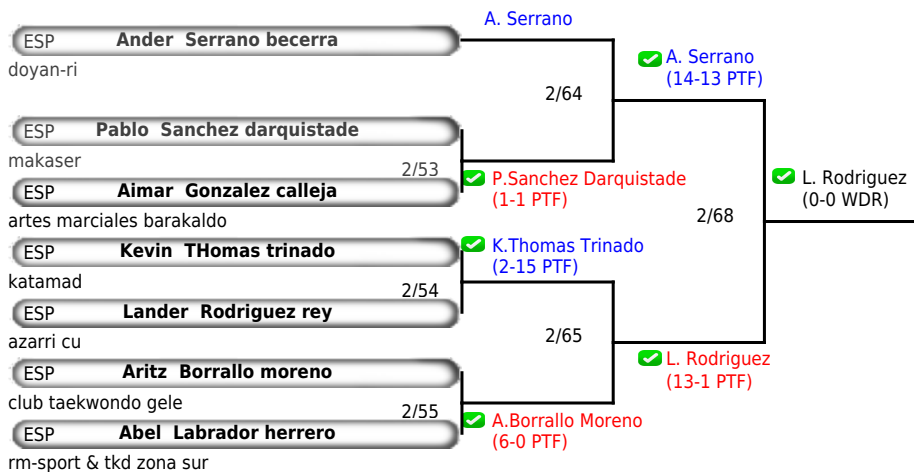 A. Serrano
ESP Ander Serrano becerra
doyan-ri
A. Serrano
(14-13 PTF)
2/64
ESP Pablo Sanchez darquistade
makaser
2/53
P.Sanchez Darquistade
(1-1 PTF)
ESP Aimar Gonzalez calleja
artes marciales barakaldo
L. Rodriguez
(0-0 WDR)
2/68
ESP Kevin THomas trinado
katamad
K.Thomas Trinado
(2-15 PTF)
2/54
ESP Lander Rodriguez rey
azarri cu
2/65
L. Rodriguez
(13-1 PTF)
ESP Aritz Borrallo moreno
club taekwondo gele
2/55
A.Borrallo Moreno
(6-0 PTF)
ESP Abel Labrador herrero
rm-sport & tkd zona sur